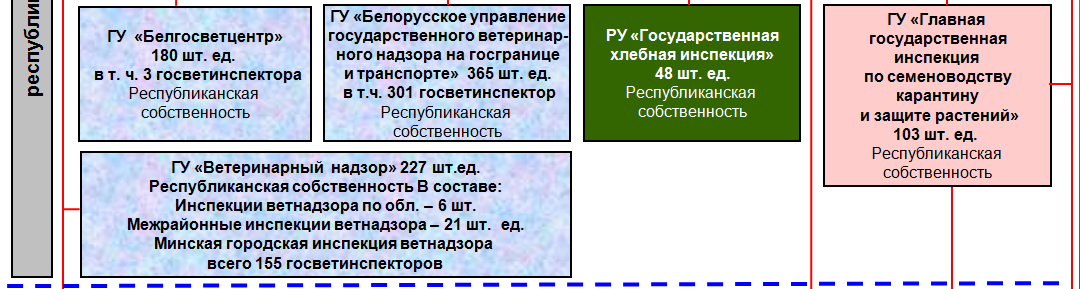 республи
ГУ «Белгосветцентр»
180 шт. ед.
в т. ч. 3 госветинспектора
Республиканская
собственность
ГУ «Белорусское управление
государственного ветеринар-
ного надзора на госгранице
и транспорте» 365 шт. ед.
в т.ч. 301 госветинспектор
Республиканская
собственность
РУ «Государственная
хлебная инспекция»
48 шт. ед.
Республиканская
собственность
ГУ «Главная
государственная
инспекция
по семеноводству
карантину
и защите растений»
103 шт. ед.
Республиканская
собственность
ГУ «Ветеринарный надзор» 227 шт.ед.
Республиканская собственность В составе:
Инспекции ветнадзора по обл. – 6 шт.
Межрайонные инспекции ветнадзора – 21 шт. ед.
Минская городская инспекция ветнадзора
всего 155 госветинспекторов